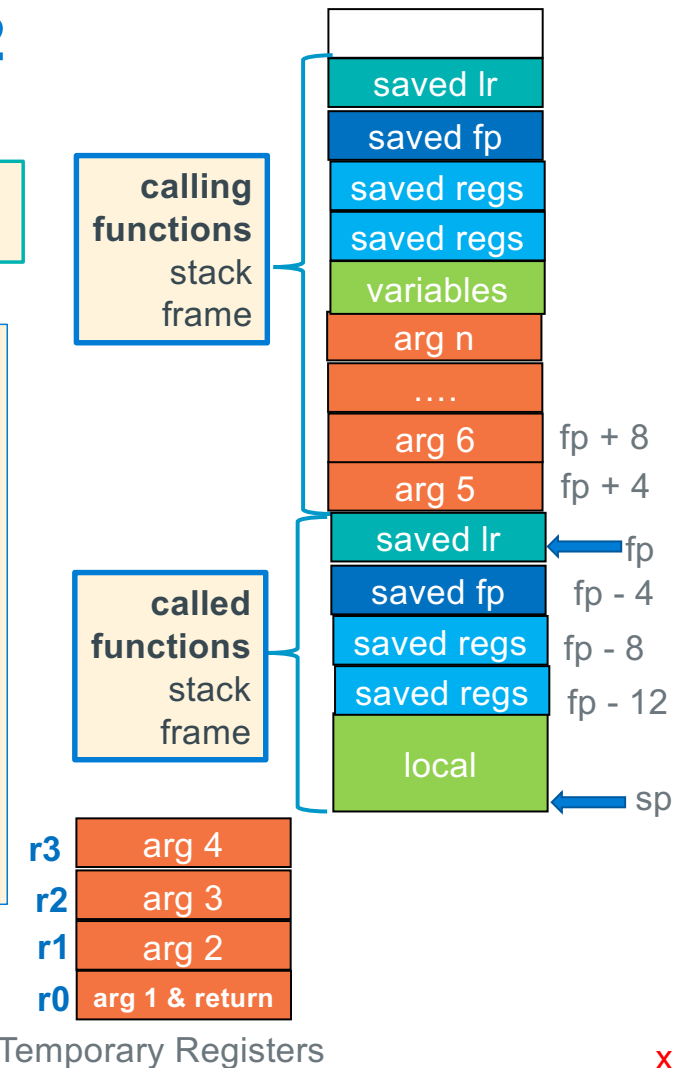 2
saved lr
saved fp
saved regs
saved regs
variables
arg n
....
arg 6
fp + 8
arg 5
fp + 4
calling
functions
stack
frame
saved lr
fp
saved fp
fp - 4
saved regs
fp - 8
saved regs
fp - 12
local
sp
called
functions
stack
frame
r3 arg 4
r2 arg 3
r1 arg 2
r0 arg 1 & return
Temporary Registers
x